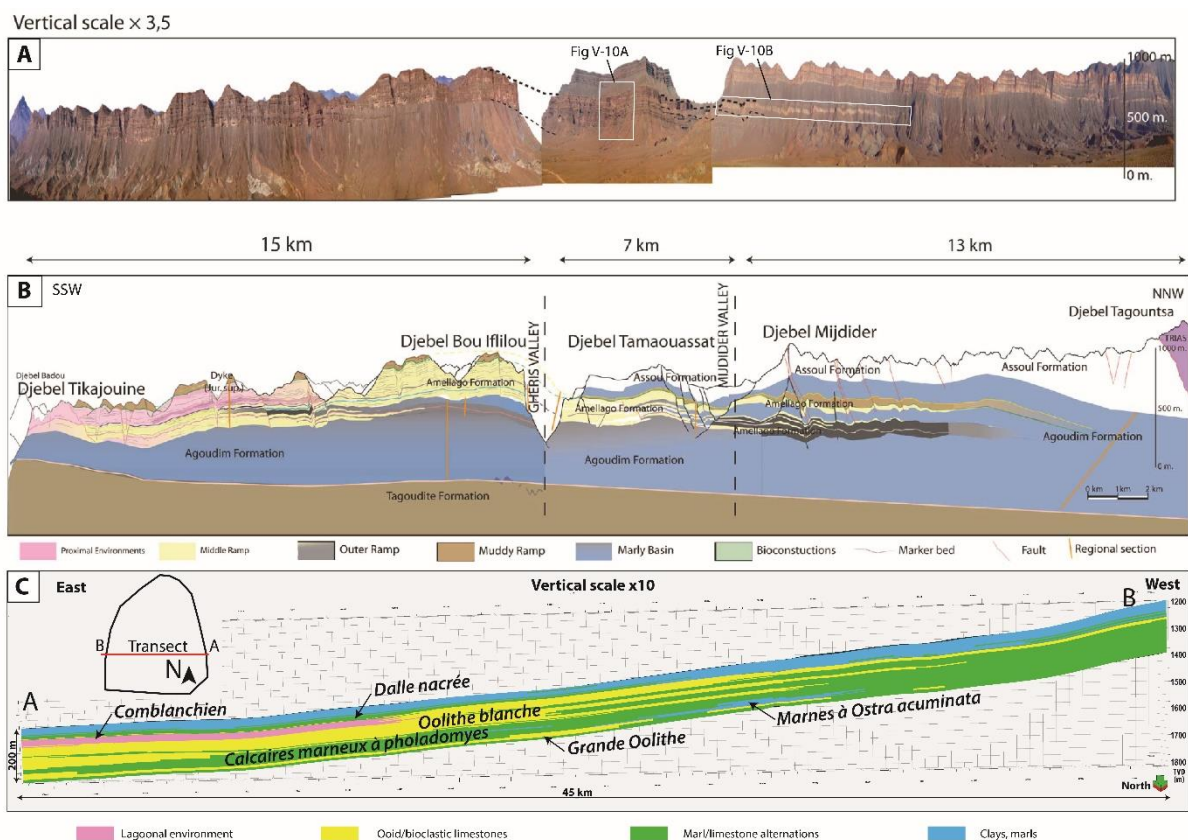 Vertical scale × 3,5
A
Fig V-10A
Fig V-10B
1000 m.
500 m.
0 m.
15 km
7 km
13 km
B
SSW
NNW
Djebel Tagountsa
TRIAS
Djebel Bou Iflilou
GHERIS VALLEY
Djebel Tamaouassat
MUDIDER VALLEY
Djebel Mijdider
Djebel Badou
Djebel Tikajouine
Dyke
(Jur. sup.)
Amellago Formation
Assoul Formation
Assoul Formation
Assoul Formation
1000 m.
500 m.
0 m.
Amellago Formation
Amellago Formation
Agoudim Formation
Agoudim Formation
Agoudim Formation
Tagoudite Formation
0 km 1km 2 km
Proximal Environments
Middle Ramp
Outer Ramp
Muddy Ramp
Marly Basin
Bioconstuctions
Marker bed
Fault
Regional section
C
East
Vertical scale x10
West
B
B Transect A
N
A
Comblanchien
Dalle nacrée
Oolithe blanche
Calcaires marneux à pholadomyes
Grande Oolithe
Marnes à Ostra acuminata
1200
1300
1400
1500
1600
1700
1800
TVD
(m)
200 m
45 km
North
Lagoonal environment
Ooid/bioclastic limestones
Marl/limestone alternations
Clays, marls